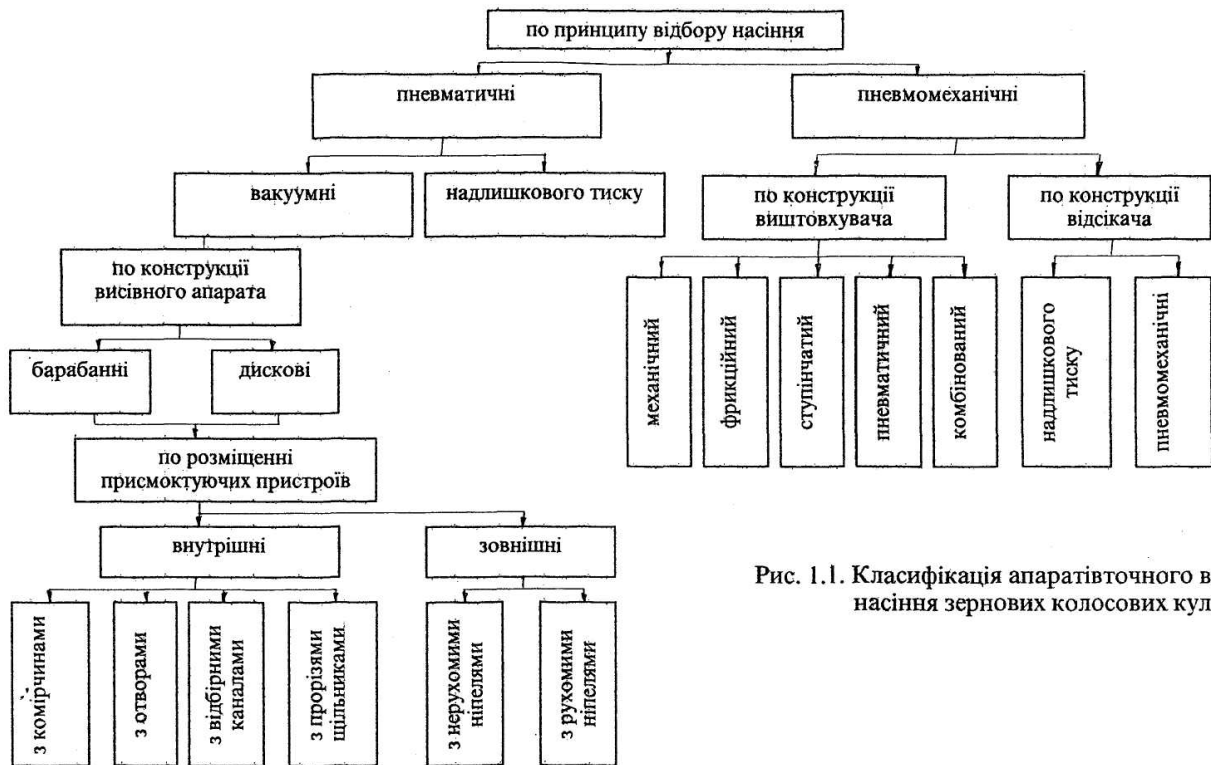 по принципу відбору насіння
пневматичні
пневмомеханічні
вакуумні
надлишкового тиску
по конструкції
виштовхувача
по конструкції
відсікача
по конструкції
висівного апарата
механічний
фрикційний
ступінчатий
пневматичний
комбінований
надлишкового
тиску
пневмомеханічні
барабанні
дискові
по розміщенні
присмоктуючих пристроїв
внутрішні
зовнішні
з комірчинами
з отворами
з відбірними
каналами
з прорізями
щільниками
з нерухомими
ніпелями
з рухомими
ніпелями
Рис. 1.1. Класифікація апаратівточного в
насіння зернових колосових кул